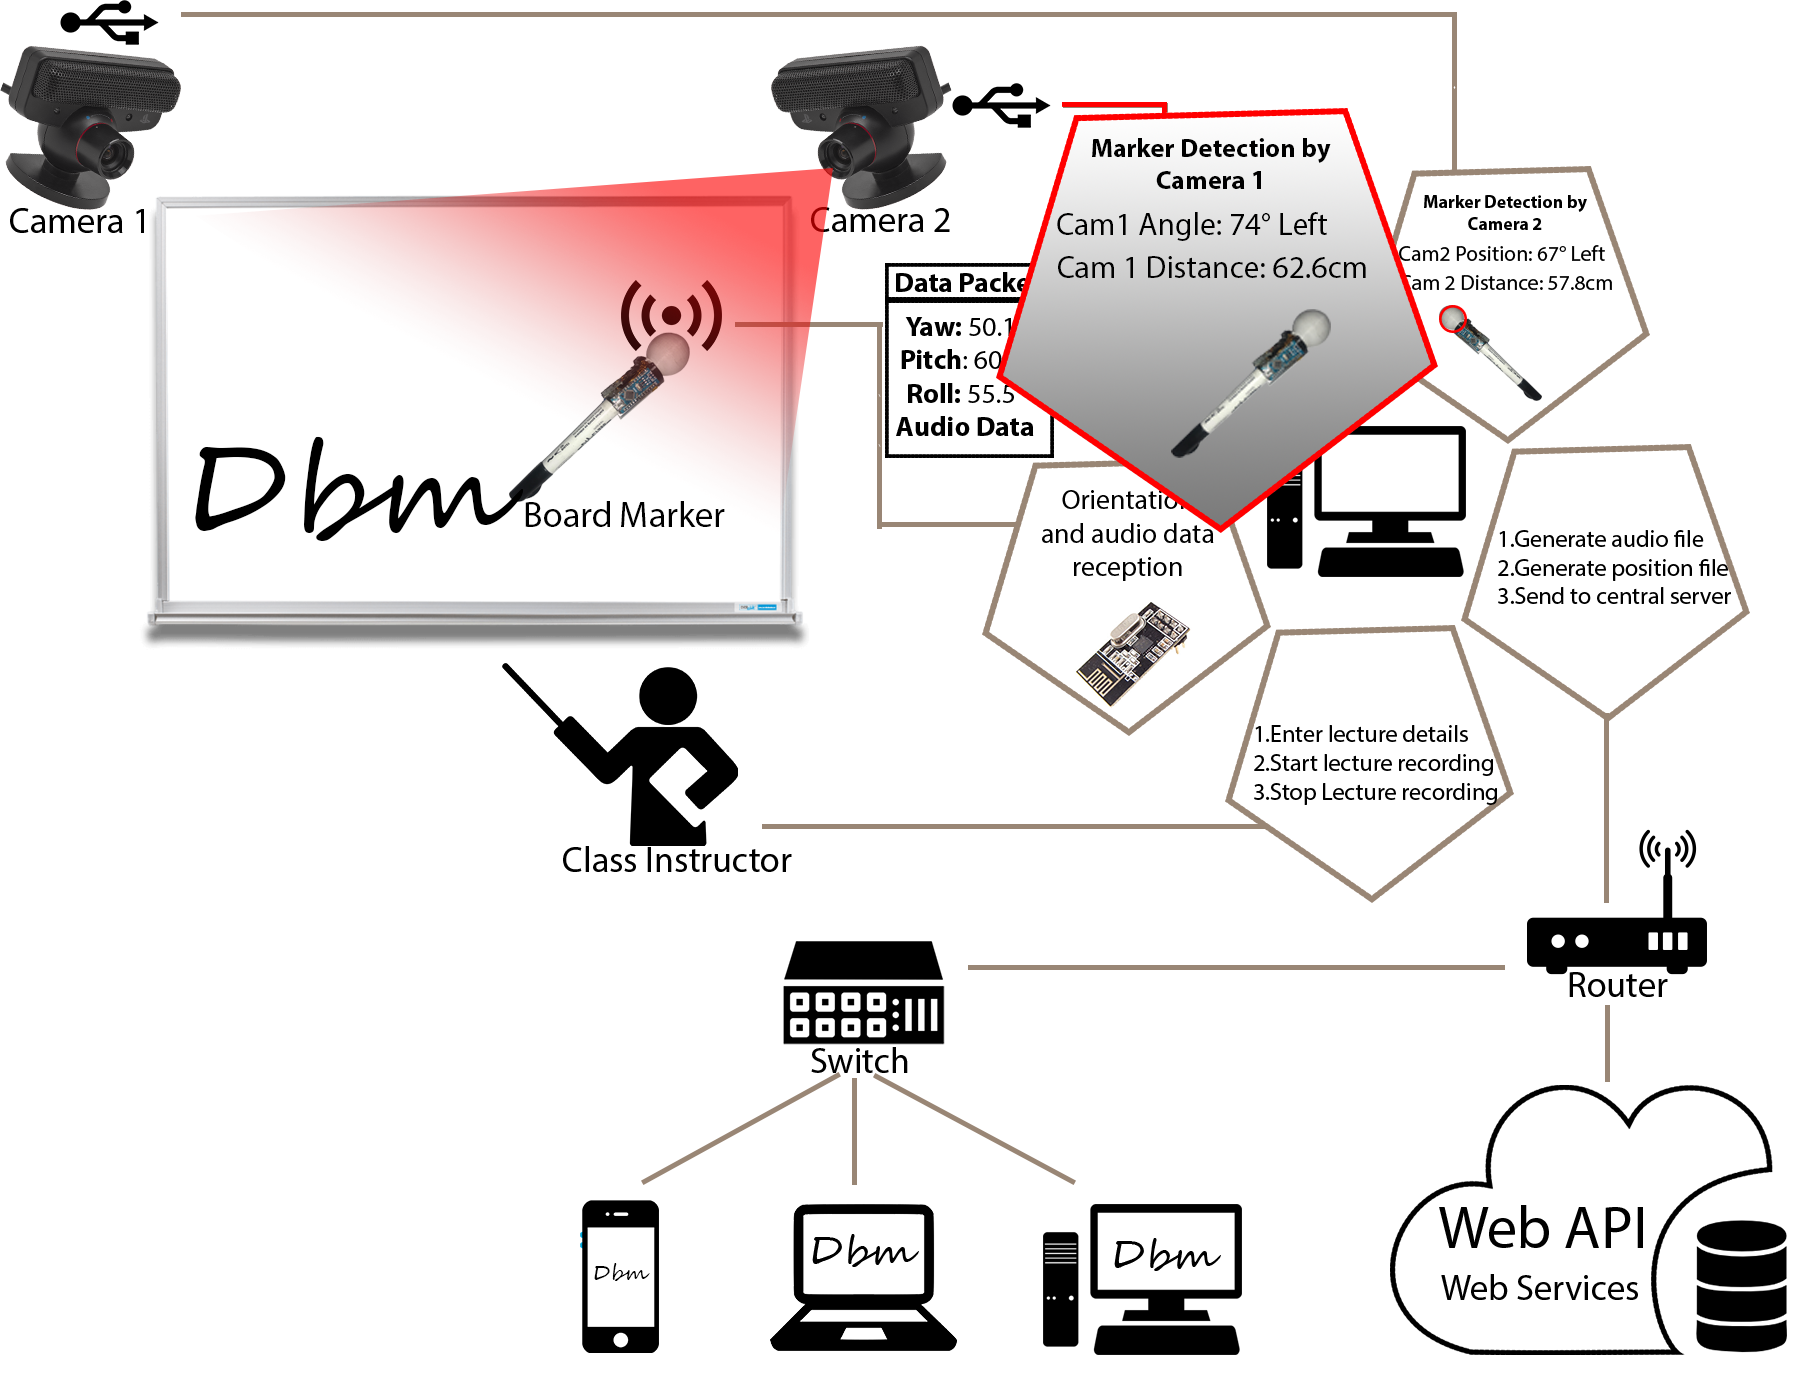 Camera 1
Camera 2
Marker Detection by
Camera 1
Cam1 Angle: 74° Left
Cam 1 Distance: 62.6cm
Marker Detection by
Camera 2
Cam2 Position: 67° Left
Cam 2 Distance: 57.8cm
Data Packe
Yaw: 50.1
Pitch: 60
Roll: 55.5
Audio Data
Dbm
Board Marker
Orientation
and audio data
reception
1.Generate audio file
2.Generate position file
3.Send to central server
1.Enter lecture details
2.Start lecture recording
3.Stop Lecture recording
Class Instructor
Router
Switch
Dbm
Dbm
Dbm
Web API
Web Services